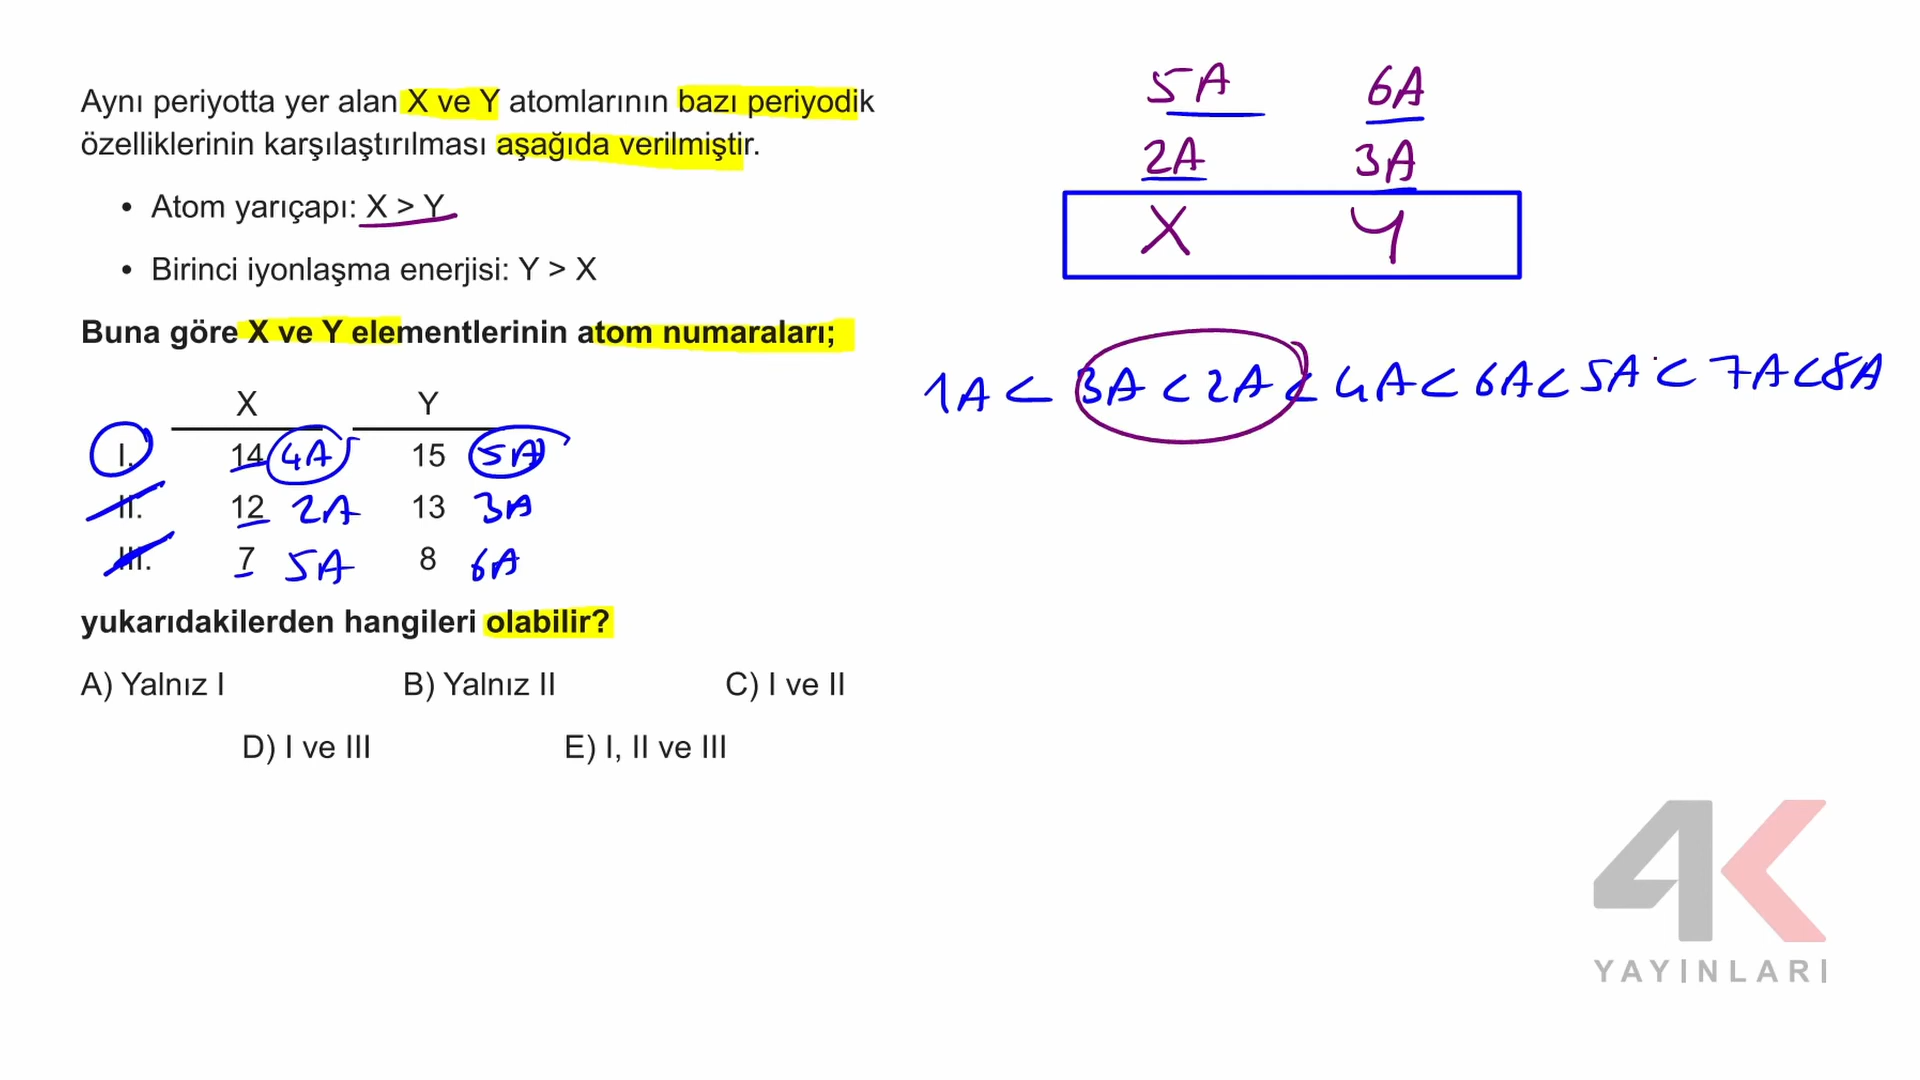 Aynı periyotta yer alan X ve Y atomlarının bazı periyodik
özelliklerinin karşılaştırılması aşağıda verilmiştir.
• Atom yarıçapı: X > Y
• Birinci iyonlaşma enerjisi: Y > X
Buna göre X ve Y elementlerinin atom numaraları;
X Y
I. 14 4A 15 5A
II. 12 2A 13 3A
III. 7 5A 8 6A
yukarıdakilerden hangileri olabilir?
A) Yalnız I B) Yalnız II C) I ve II
D) I ve III E) I, II ve III
5A 6A
2A 3A
X Y
1A < 3A < 2A < 4A < 6A < 5A < 7A < 8A
4K
YAYINLARI